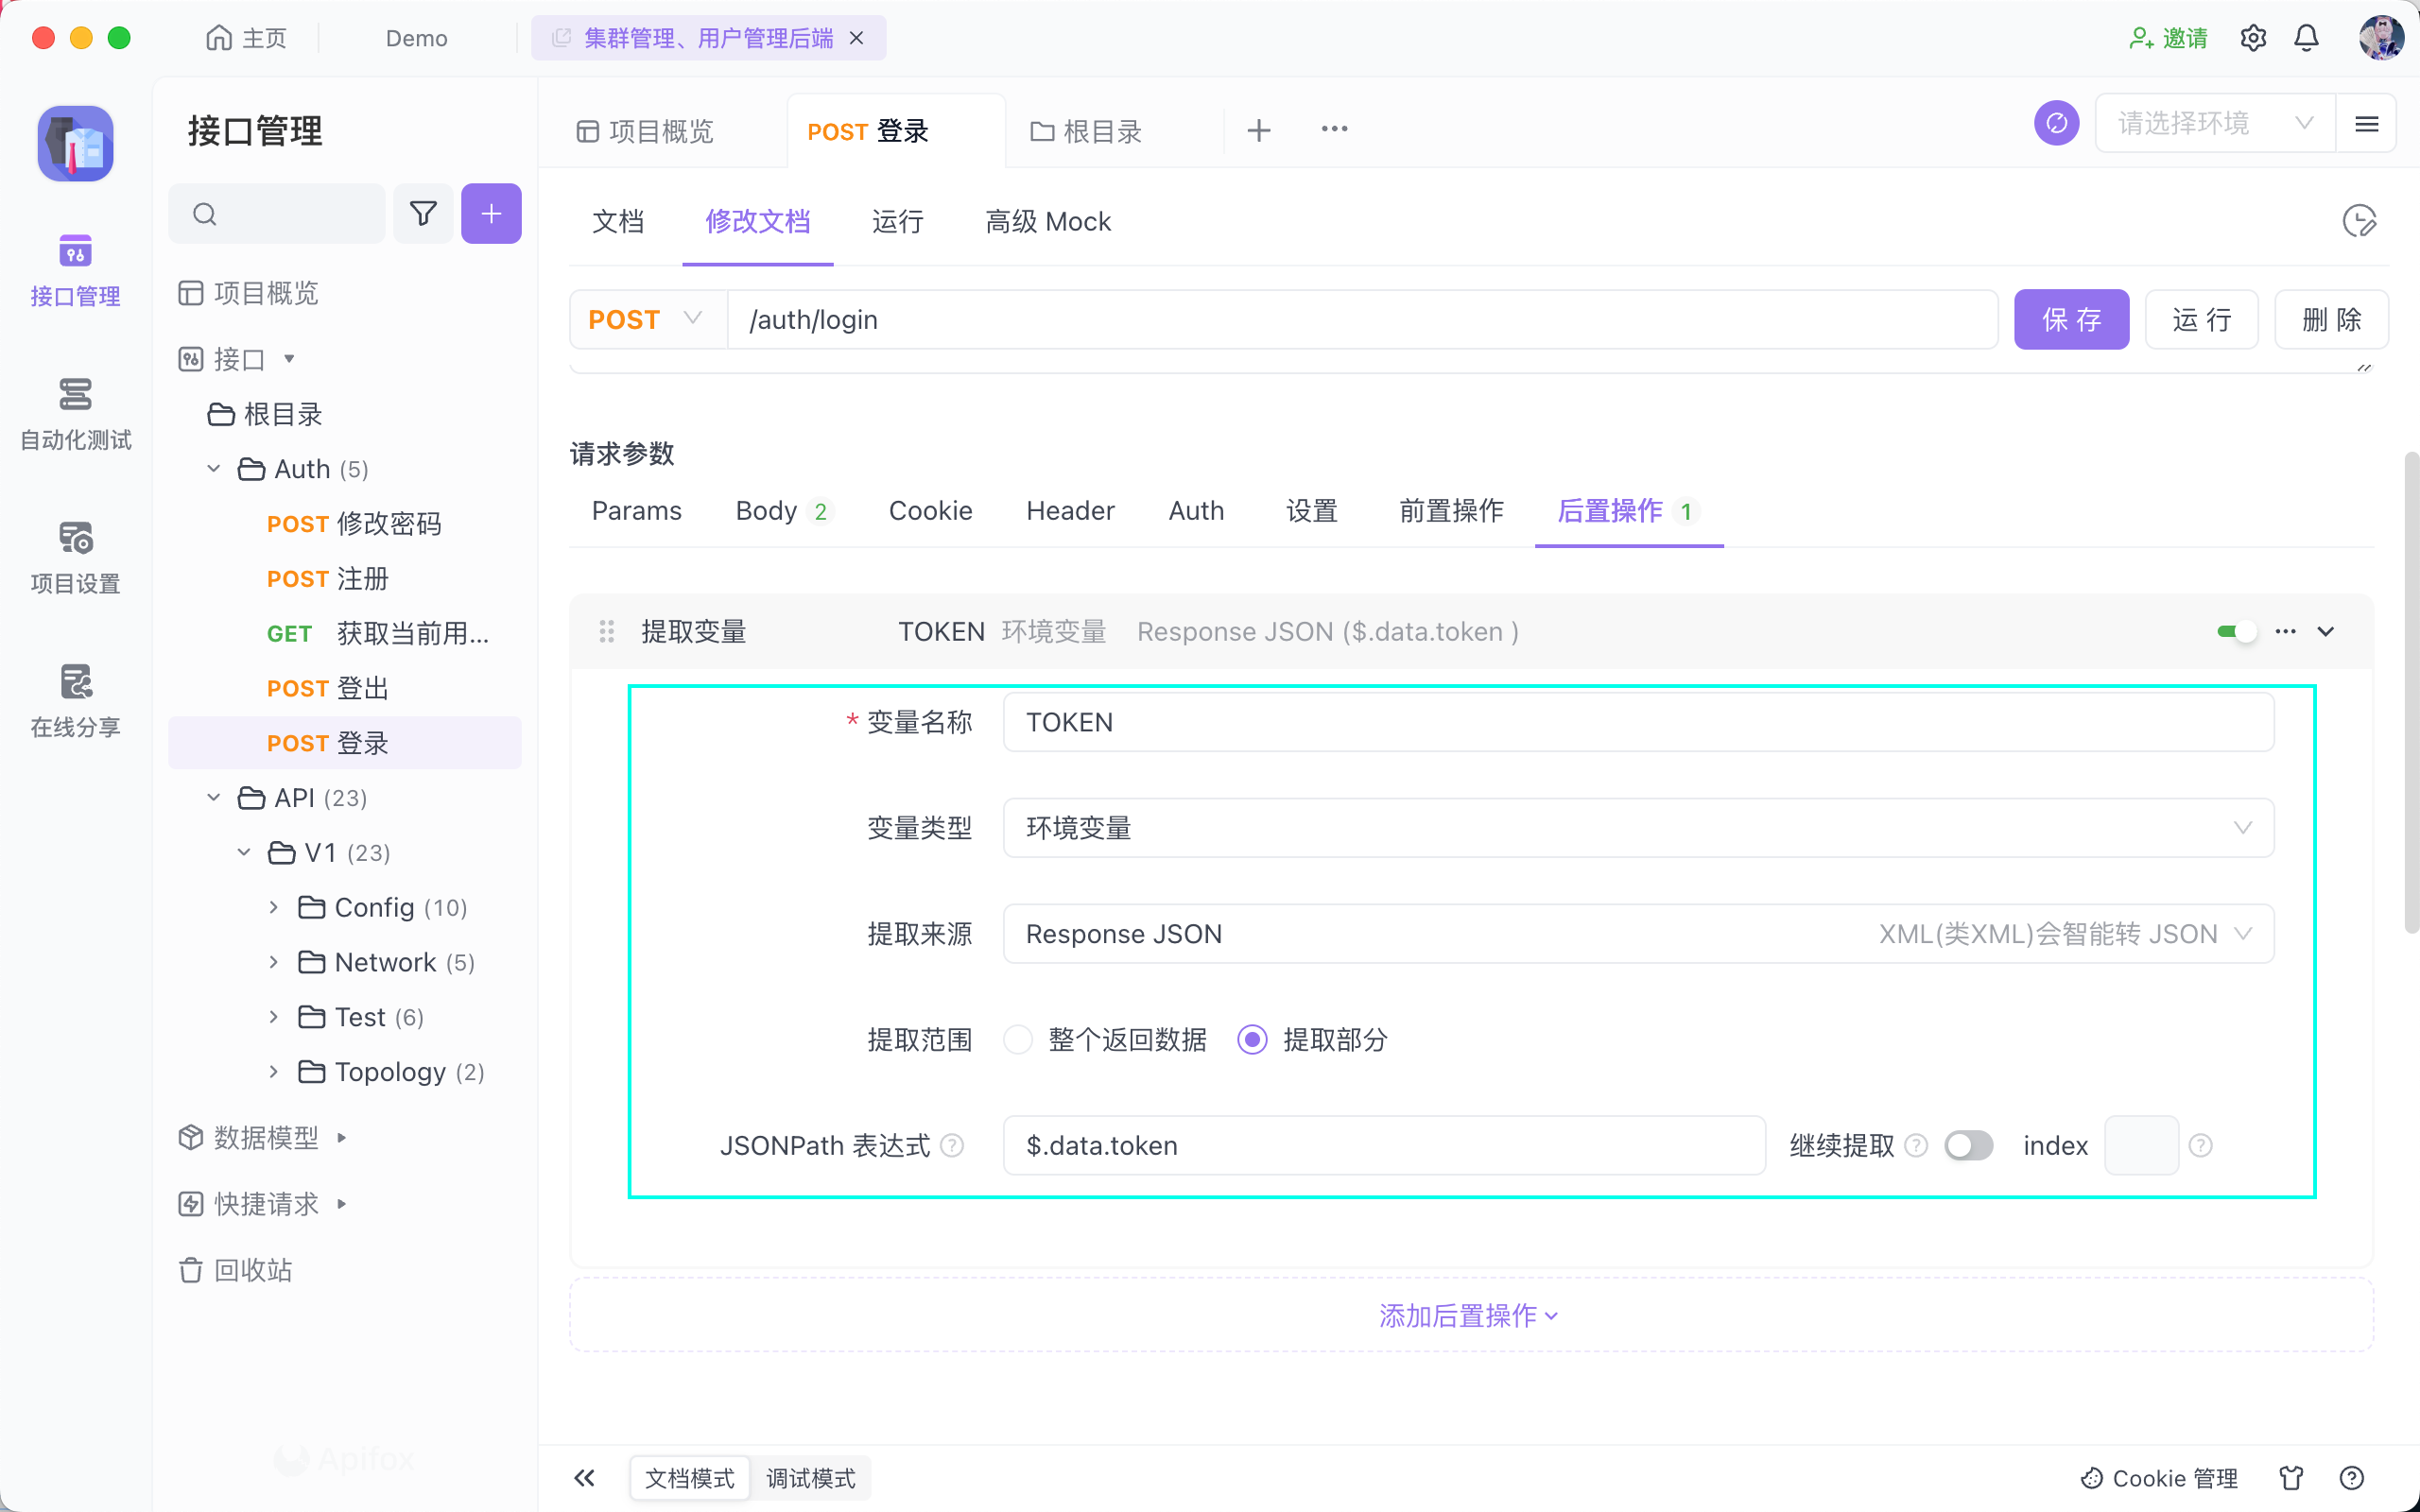 主页
Demo
集群管理、用户管理后端
邀请
接口管理
自动化测试
项目设置
在线分享
接口管理
项目概览
接口
根目录
Auth (5)
POST 修改密码
POST 注册
GET 获取当前用...
POST 登出
POST 登录
API (23)
V1 (23)
Config (10)
Network (5)
Test (6)
Topology (2)
数据模型
快捷请求
回收站
Apifox
项目概览
POST 登录
根目录
请选择环境
文档
修改文档
运行
高级 Mock
POST
/auth/login
保 存
运 行
删 除
请求参数
Params
Body 2
Cookie
Header
Auth
设置
前置操作
后置操作 1
提取变量
TOKEN 环境变量 Response JSON ($.data.token )
* 变量名称
TOKEN
变量类型
环境变量
提取来源
Response JSON
XML(类XML)会智能转 JSON
提取范围
整个返回数据
提取部分
JSONPath 表达式
$.data.token
继续提取
index
添加后置操作
文档模式
调试模式
Cookie 管理